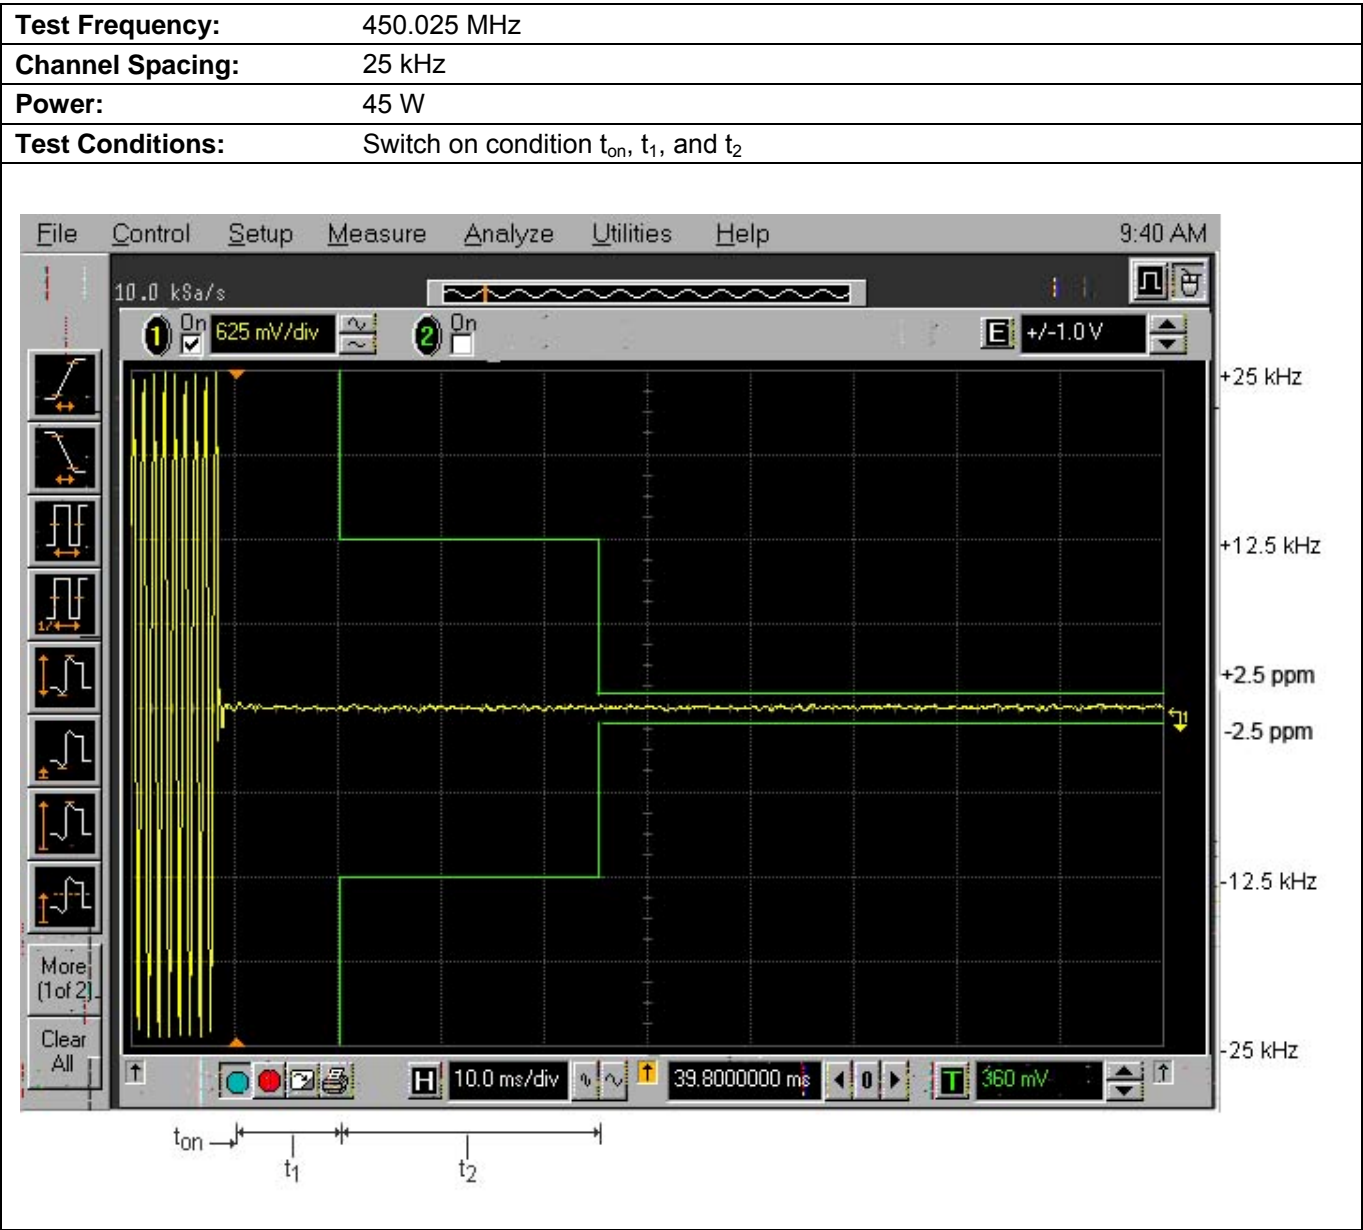 Test Frequency: 450.025 MHz
Channel Spacing: 25 kHz
Power: 45 W
Test Conditions: Switch on condition ton, t1, and t2
File Control Setup Measure Analyze Utilities Help 9:40 AM
10.0 kSa/s
1 On 625 mV/div 2 On E +/-1.0 V
+25 kHz
+12.5 kHz
+2.5 ppm
-2.5 ppm
-12.5 kHz
-25 kHz
1/
More
(1of 2)
Clear
All
H 10.0 ms/div 39.8000000 ms 0 T 360 mV
ton t1 t2